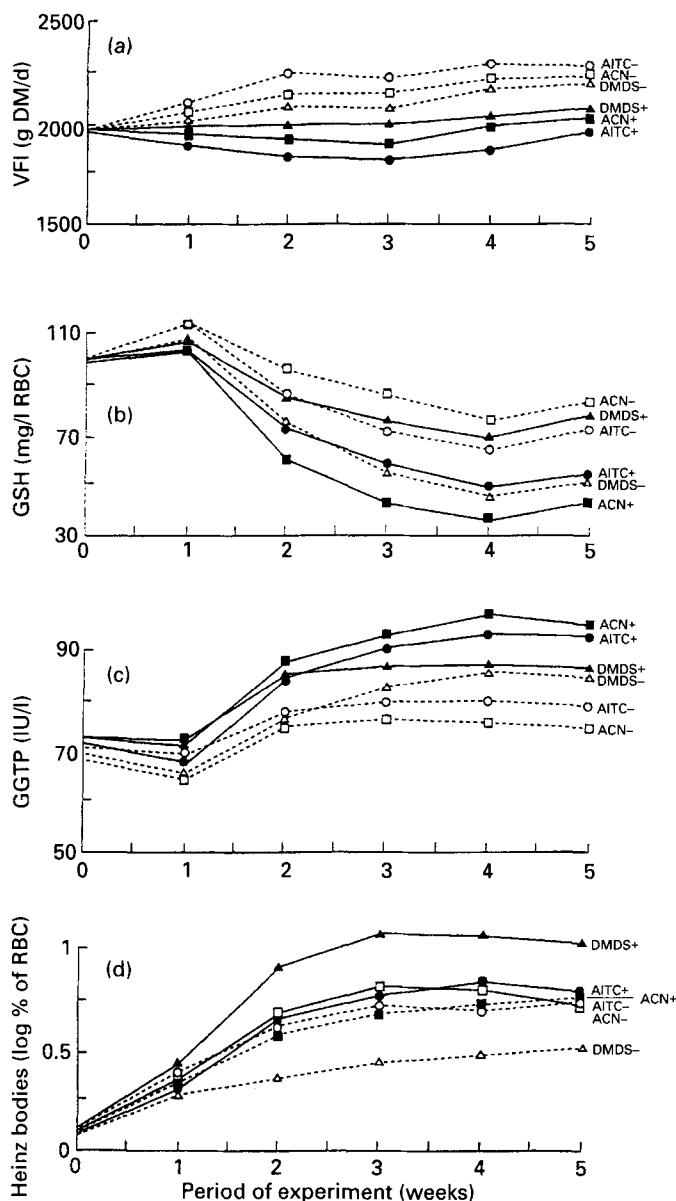 2500
(a)
VFI (g DM/d)
AITC–
ACN–
DMDS–
2000
DMDS+
ACN+
AITC+
1500
0 1 2 3 4 5
110
(b)
GSH (mg/l RBC)
ACN–
DMDS+
70
AITC–
AITC+
DMDS–
ACN+
30
0 1 2 3 4 5
90
(c)
GGTP (IU/l)
ACN+
AITC+
DMDS+
DMDS–
70
AITC–
ACN–
50
0 1 2 3 4 5
1
(d)
Heinz bodies (log % of RBC)
DMDS+
AITC+
ACN+
AITC–
ACN–
0.5
DMDS–
0
0 1 2 3 4 5
Period of experiment (weeks)